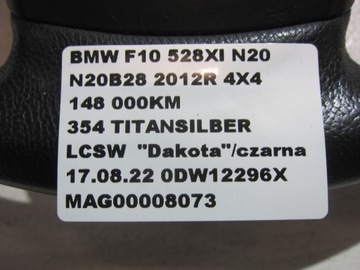 BMW F10 528XI N20
N20B28 2012R 4X4
148 000KM
354 TITANSILBER
LCSW "Dakota"/czarna
17.08.22 0DW12296X
MAG00008073